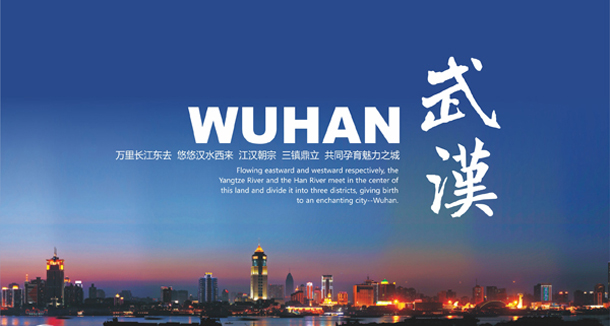 WUHAN
武漢
万里长江东去 悠悠汉水西来 江汉朝宗 三镇鼎立 共同孕育魅力之城
Flowing eastward and westward respectively, the
Yangtze River and the Han River meet in the center of
this land and divide it into three districts, giving birth
to an enchanting city--Wuhan.